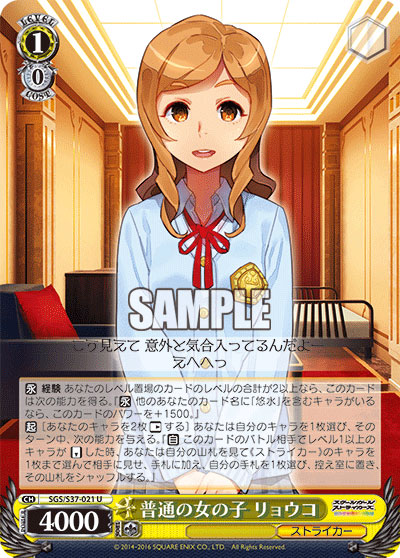 LEVEL
1
0
COST
SAMPLE
こう見えて 意外と気合入ってるんだよー
えへへっ
永 経験 あなたのレベル置場のカードのレベルの合計が2以上なら、このカード
は次の能力を得る。『永 他のあなたのカード名に「悠水」を含むキャラがい
るなら、このカードのパワーを＋1500。』
起［あなたのキャラを2枚 する］あなたは自分のキャラを1枚選び、そのター
ン中、次の能力を与える。『自 このカードのバトル相手でレベル1以上のキャ
ラが した時、あなたは自分の山札を見て《ストライカー》のキャラを
1枚まで選んで相手に見せ、手札に加え、自分の手札を1枚選び、控室に置き、そ
の山札をシャッフルする。』
CH SGS/S37-021 U
POWER
4000
普通の女の子 リョウコ
スクールガール
ストライカーズ
ストライカー
© 2014-2016 SQUARE ENIX CO., LTD. All Rights Reserved.